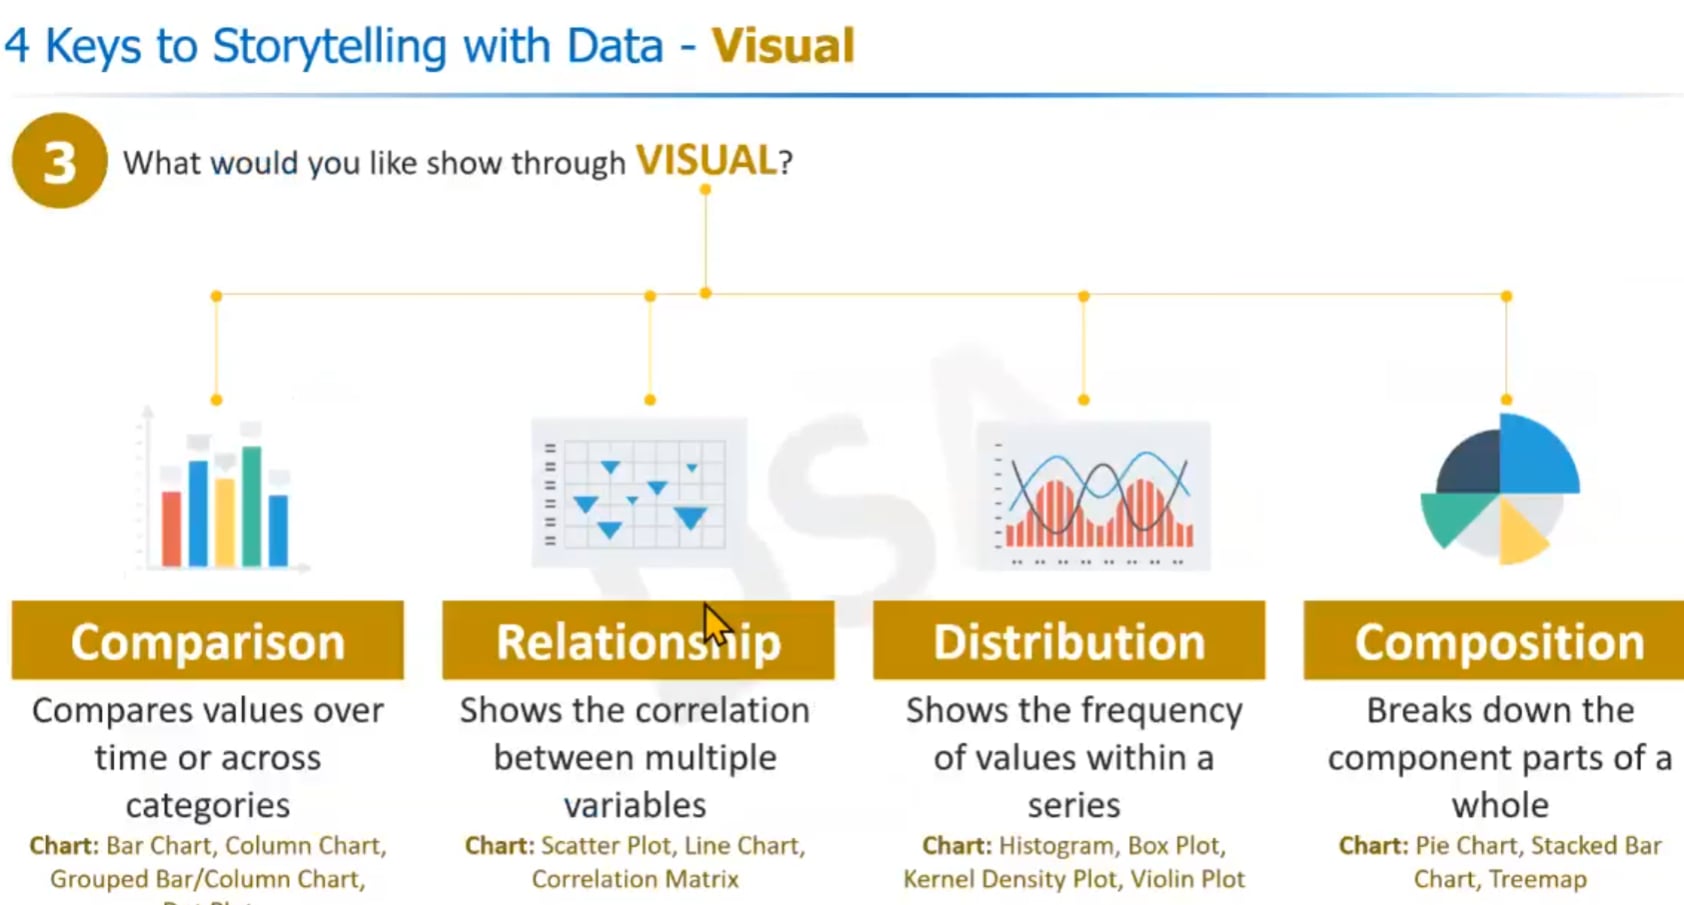 4 Keys to Storytelling with Data - Visual
3
What would you like show through VISUAL?
Comparison
Compares values over
time or across
categories
Chart: Bar Chart, Column Chart,
Grouped Bar/Column Chart,
Relationship
Shows the correlation
between multiple
variables
Chart: Scatter Plot, Line Chart,
Correlation Matrix
Distribution
Shows the frequency
of values within a
series
Chart: Histogram, Box Plot,
Kernel Density Plot, Violin Plot
Composition
Breaks down the
component parts of a
whole
Chart: Pie Chart, Stacked Bar
Chart, Treemap